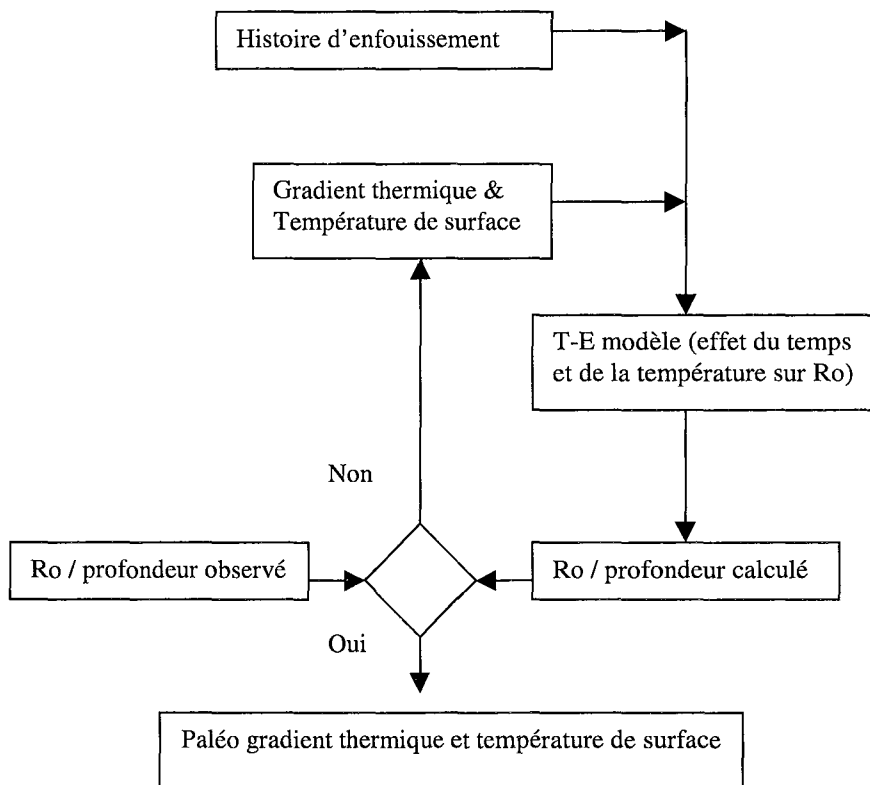 Histoire d'enfouissement
Gradient thermique &
Température de surface
T-E modèle (effet du temps
et de la température sur Ro)
Non
Ro / profondeur observé
Ro / profondeur calculé
Oui
Paléo gradient thermique et température de surface